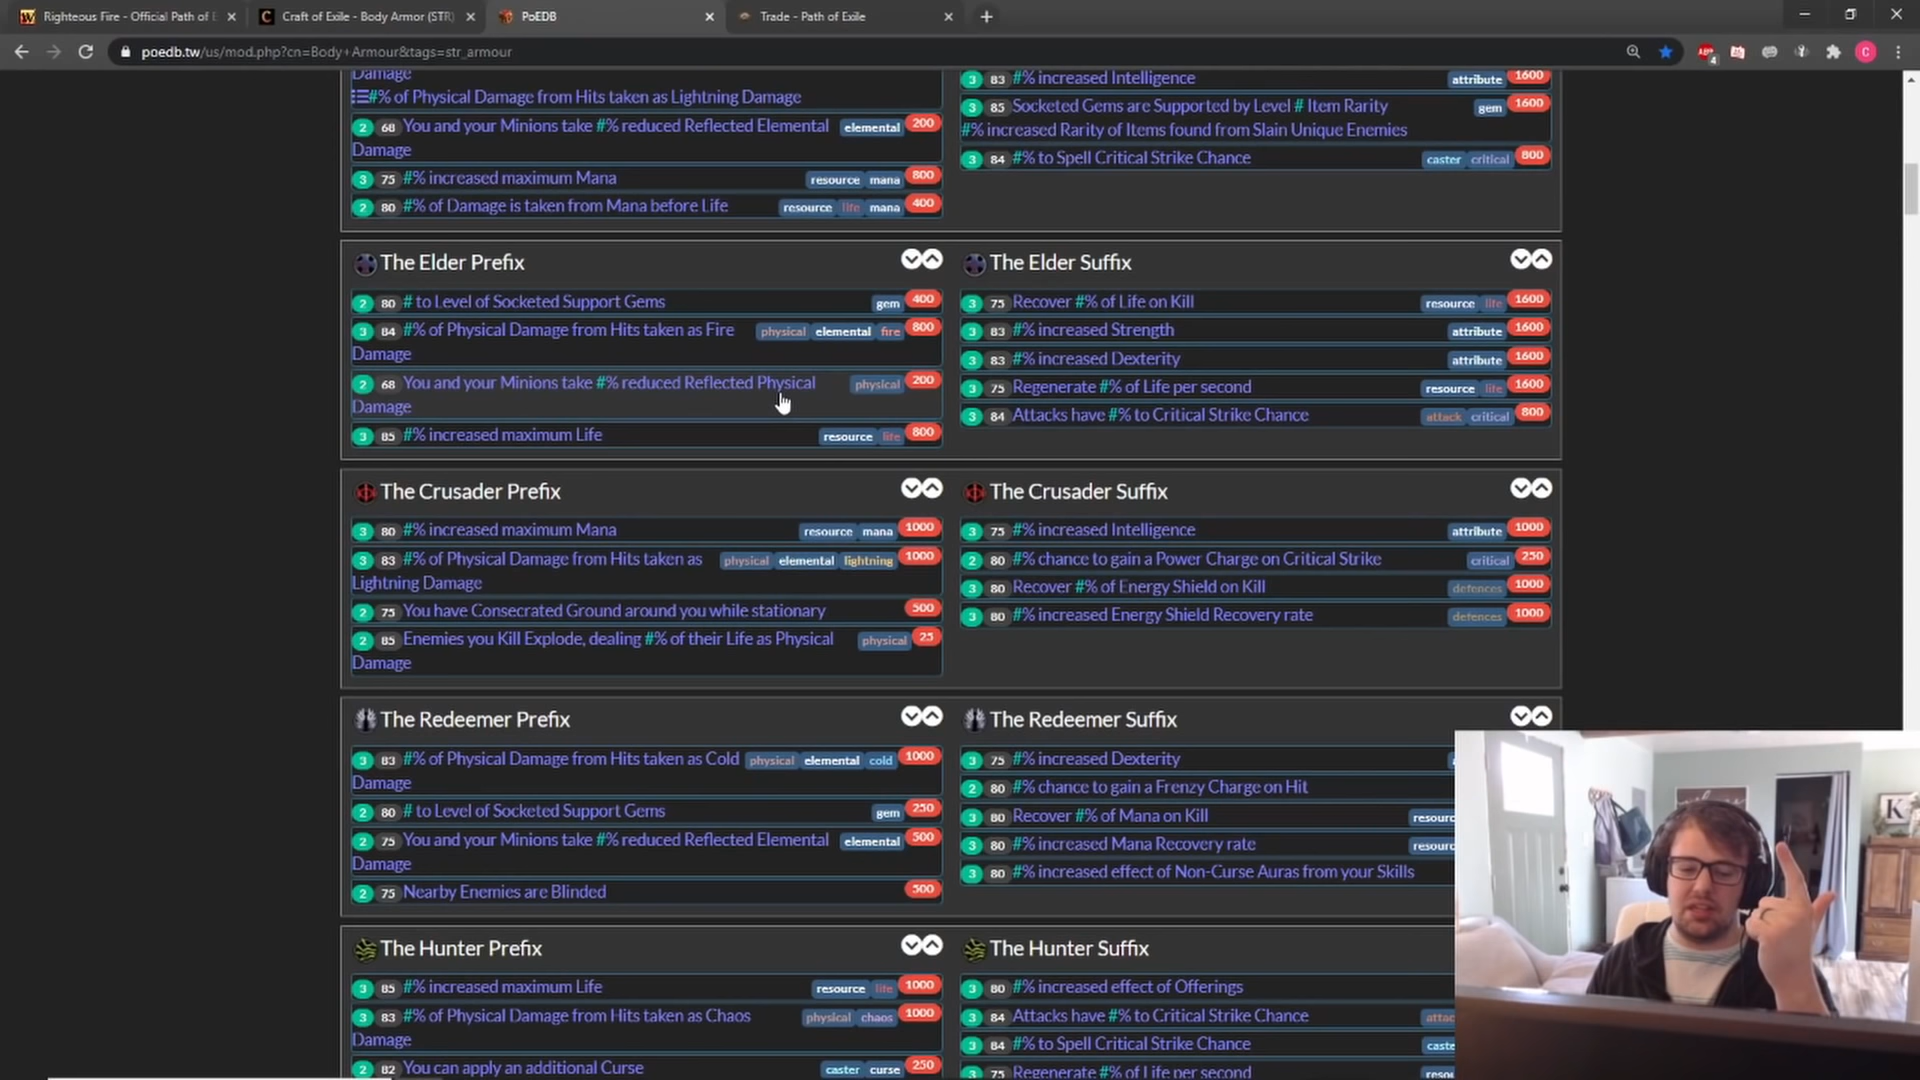 Righteous Fire - Official Path of E
Craft of Exile - Body Armor (STR)
PoEDB
Trade - Path of Exile
poedb.tw/us/mod.php?cn=Body+Armour&tags=str_armour
4
C
Damage
#% of Physical Damage from Hits taken as Lightning Damage
2 68 You and your Minions take #% reduced Reflected Elemental elemental 200
Damage
3 75 #% increased maximum Mana resource mana 800
2 80 #% of Damage is taken from Mana before Life resource life mana 400
3 83 #% increased Intelligence attribute 1600
3 85 Socketed Gems are Supported by Level # Item Rarity gem 1600
#% increased Rarity of Items found from Slain Unique Enemies
3 84 #% to Spell Critical Strike Chance caster critical 800
The Elder Prefix
2 80 # to Level of Socketed Support Gems gem 400
3 84 #% of Physical Damage from Hits taken as Fire physical elemental fire 800
Damage
2 68 You and your Minions take #% reduced Reflected Physical physical 200
Damage
3 85 #% increased maximum Life resource life 800
The Elder Suffix
3 75 Recover #% of Life on Kill resource life 1600
3 83 #% increased Strength attribute 1600
3 83 #% increased Dexterity attribute 1600
3 75 Regenerate #% of Life per second resource life 1600
3 84 Attacks have #% to Critical Strike Chance attack critical 800
The Crusader Prefix
3 80 #% increased maximum Mana resource mana 1000
3 83 #% of Physical Damage from Hits taken as physical elemental lightning 1000
Lightning Damage
2 75 You have Consecrated Ground around you while stationary 500
2 85 Enemies you Kill Explode, dealing #% of their Life as Physical physical 25
Damage
The Crusader Suffix
3 75 #% increased Intelligence attribute 1000
2 80 #% chance to gain a Power Charge on Critical Strike critical 250
3 80 Recover #% of Energy Shield on Kill defences 1000
3 80 #% increased Energy Shield Recovery rate defences 1000
The Redeemer Prefix
3 83 #% of Physical Damage from Hits taken as Cold physical elemental cold 1000
Damage
2 80 # to Level of Socketed Support Gems gem 250
2 75 You and your Minions take #% reduced Reflected Elemental elemental 500
Damage
2 75 Nearby Enemies are Blinded 500
The Redeemer Suffix
3 75 #% increased Dexterity
2 80 #% chance to gain a Frenzy Charge on Hit
3 80 Recover #% of Mana on Kill resourc
3 80 #% increased Mana Recovery rate resourc
3 80 #% increased effect of Non-Curse Auras from your Skills
The Hunter Prefix
3 85 #% increased maximum Life resource life 1000
3 83 #% of Physical Damage from Hits taken as Chaos physical chaos 1000
Damage
2 82 You can apply an additional Curse caster curse 250
The Hunter Suffix
3 80 #% increased effect of Offerings
3 84 Attacks have #% to Critical Strike Chance attac
3 84 #% to Spell Critical Strike Chance caste
3 75 Regenerate #% of Life per second resou
K